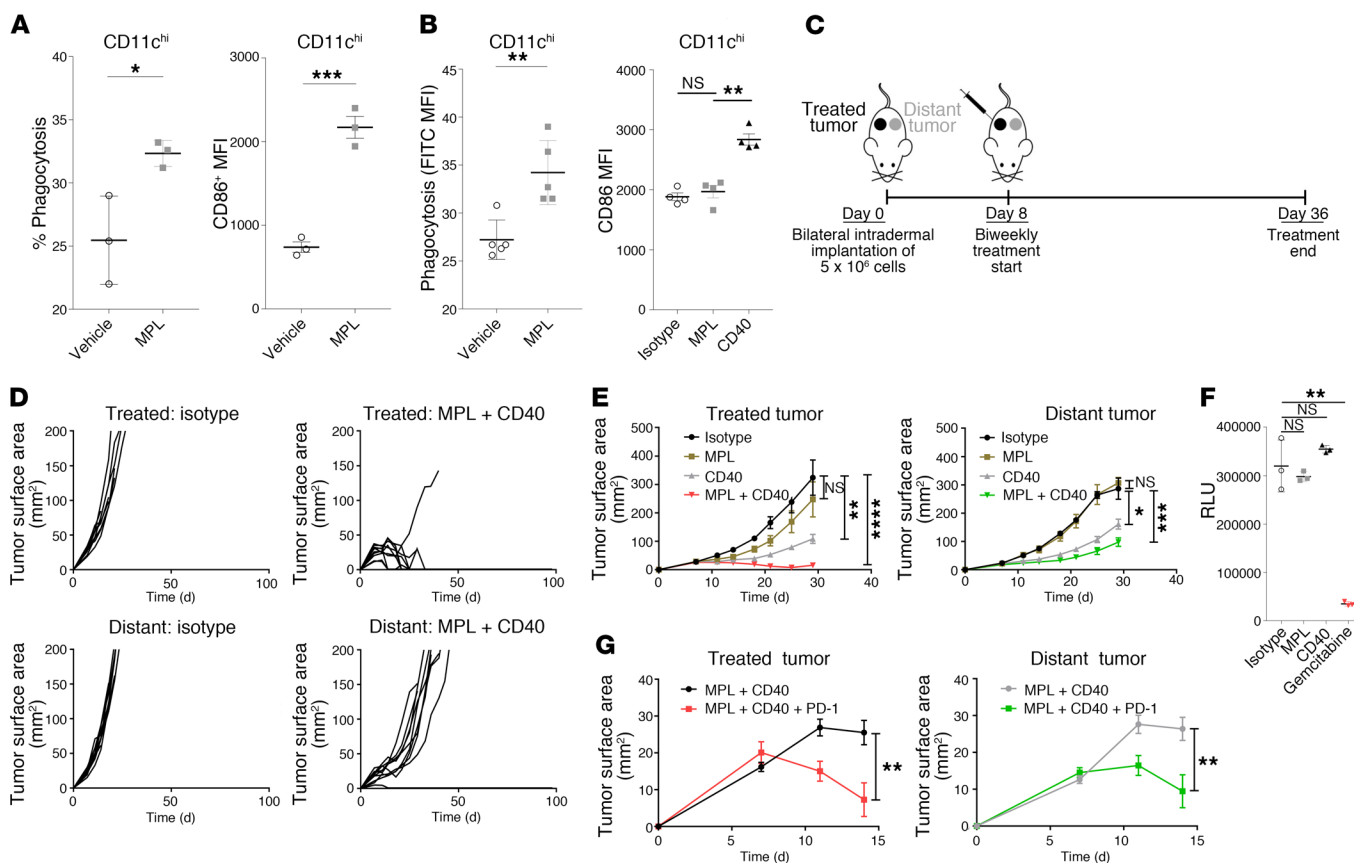 A
CD11c^hi
% Phagocytosis
40
35
30
25
20
*
Vehicle
MPL
CD11c^hi
CD86⁺ MFI
3000
2000
1000
0
***
Vehicle
MPL
B
CD11c^hi
Phagocytosis (FITC MFI)
45
40
35
30
25
20
**
Vehicle
MPL
CD11c^hi
CD86 MFI
4000
3000
2000
1000
0
NS
**
Isotype
MPL
CD40
C
Treated
tumor
Distant
tumor
Day 0
Bilateral intradermal
implantation of
5 x 10⁶ cells
Day 8
Biweekly
treatment
start
Day 36
Treatment
end
D
Treated: isotype
Tumor surface area
(mm²)
200
150
100
50
0
0
50
100
Time (d)
Treated: MPL + CD40
Tumor surface area
(mm²)
200
150
100
50
0
0
50
100
Time (d)
Distant: isotype
Tumor surface area
(mm²)
200
150
100
50
0
0
50
100
Time (d)
Distant: MPL + CD40
Tumor surface area
(mm²)
200
150
100
50
0
0
50
100
Time (d)
E
Treated tumor
Tumor surface area
(mm²)
500
400
300
200
100
0
0
10
20
30
40
Time (d)
Isotype
MPL
CD40
MPL + CD40
NS
**
****
Distant tumor
Tumor surface area
(mm²)
500
400
300
200
100
0
0
10
20
30
40
Time (d)
Isotype
MPL
CD40
MPL + CD40
NS
*
***
F
**
NS
NS
RLU
400000
300000
200000
100000
0
Isotype
MPL
CD40
Gemcitabine
G
Treated tumor
Tumor surface area
(mm²)
40
30
20
10
0
0
5
10
15
Time (d)
MPL + CD40
MPL + CD40 + PD-1
**
Distant tumor
Tumor surface area
(mm²)
40
30
20
10
0
0
5
10
15
Time (d)
MPL + CD40
MPL + CD40 + PD-1
**